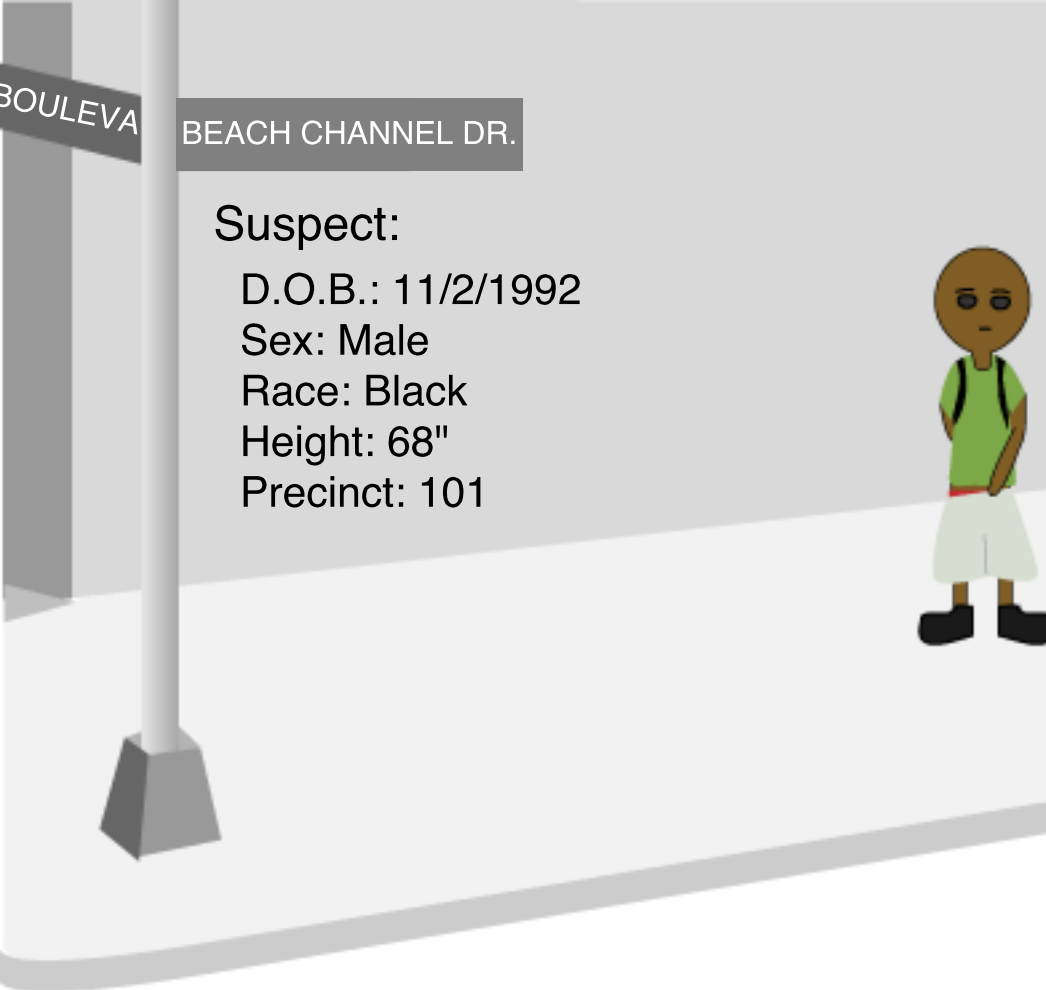 BOULEVA
BEACH CHANNEL DR.
Suspect:
D.O.B.: 11/2/1992
Sex: Male
Race: Black
Height: 68"
Precinct: 101